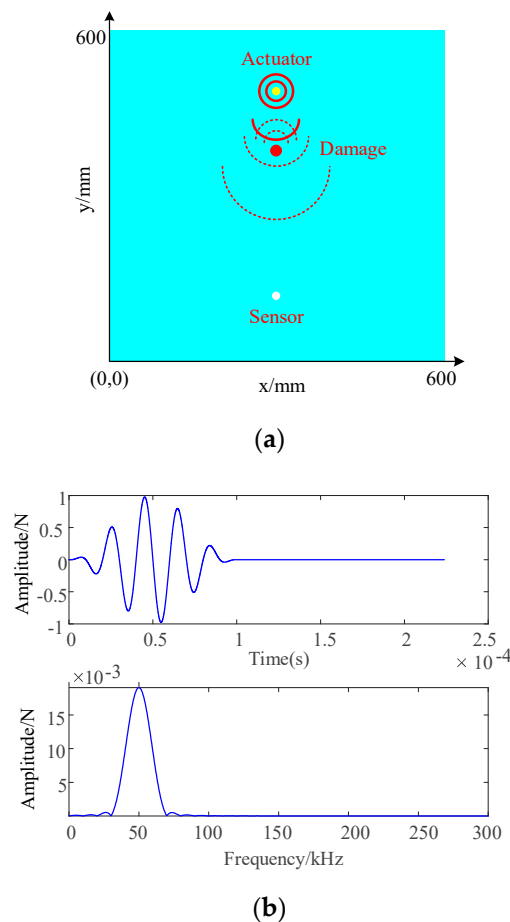 600
Actuator
Damage
y/mm
Sensor
(0,0)
x/mm
600
(a)
1
0.5
0
-0.5
-1
Amplitude/N
0 0.5 1 1.5 2 2.5
Time(s)
× 10⁻⁴
× 10⁻³
15
10
5
Amplitude/N
0 50 100 150 200 250 300
Frequency/kHz
(b)